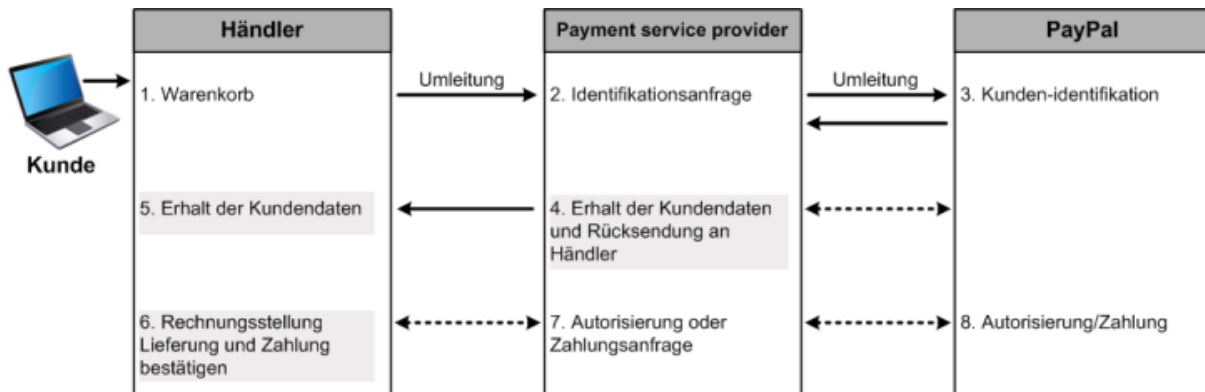 Händler
Payment service provider
PayPal
Kunde
1. Warenkorb
Umleitung
2. Identifikationsanfrage
Umleitung
3. Kunden-identifikation
5. Erhalt der Kundendaten
4. Erhalt der Kundendaten
und Rücksendung an
Händler
6. Rechnungsstellung
Lieferung und Zahlung
bestätigen
7. Autorisierung oder
Zahlungsanfrage
8. Autorisierung/Zahlung